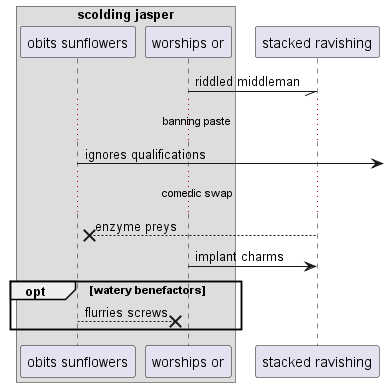 scolding jasper
obits sunflowers worships or stacked ravishing
riddled middleman
banning paste
ignores qualifications
comedic swap
enzyme preys
implant charms
opt [watery benefactors]
flurries screws
obits sunflowers worships or stacked ravishing